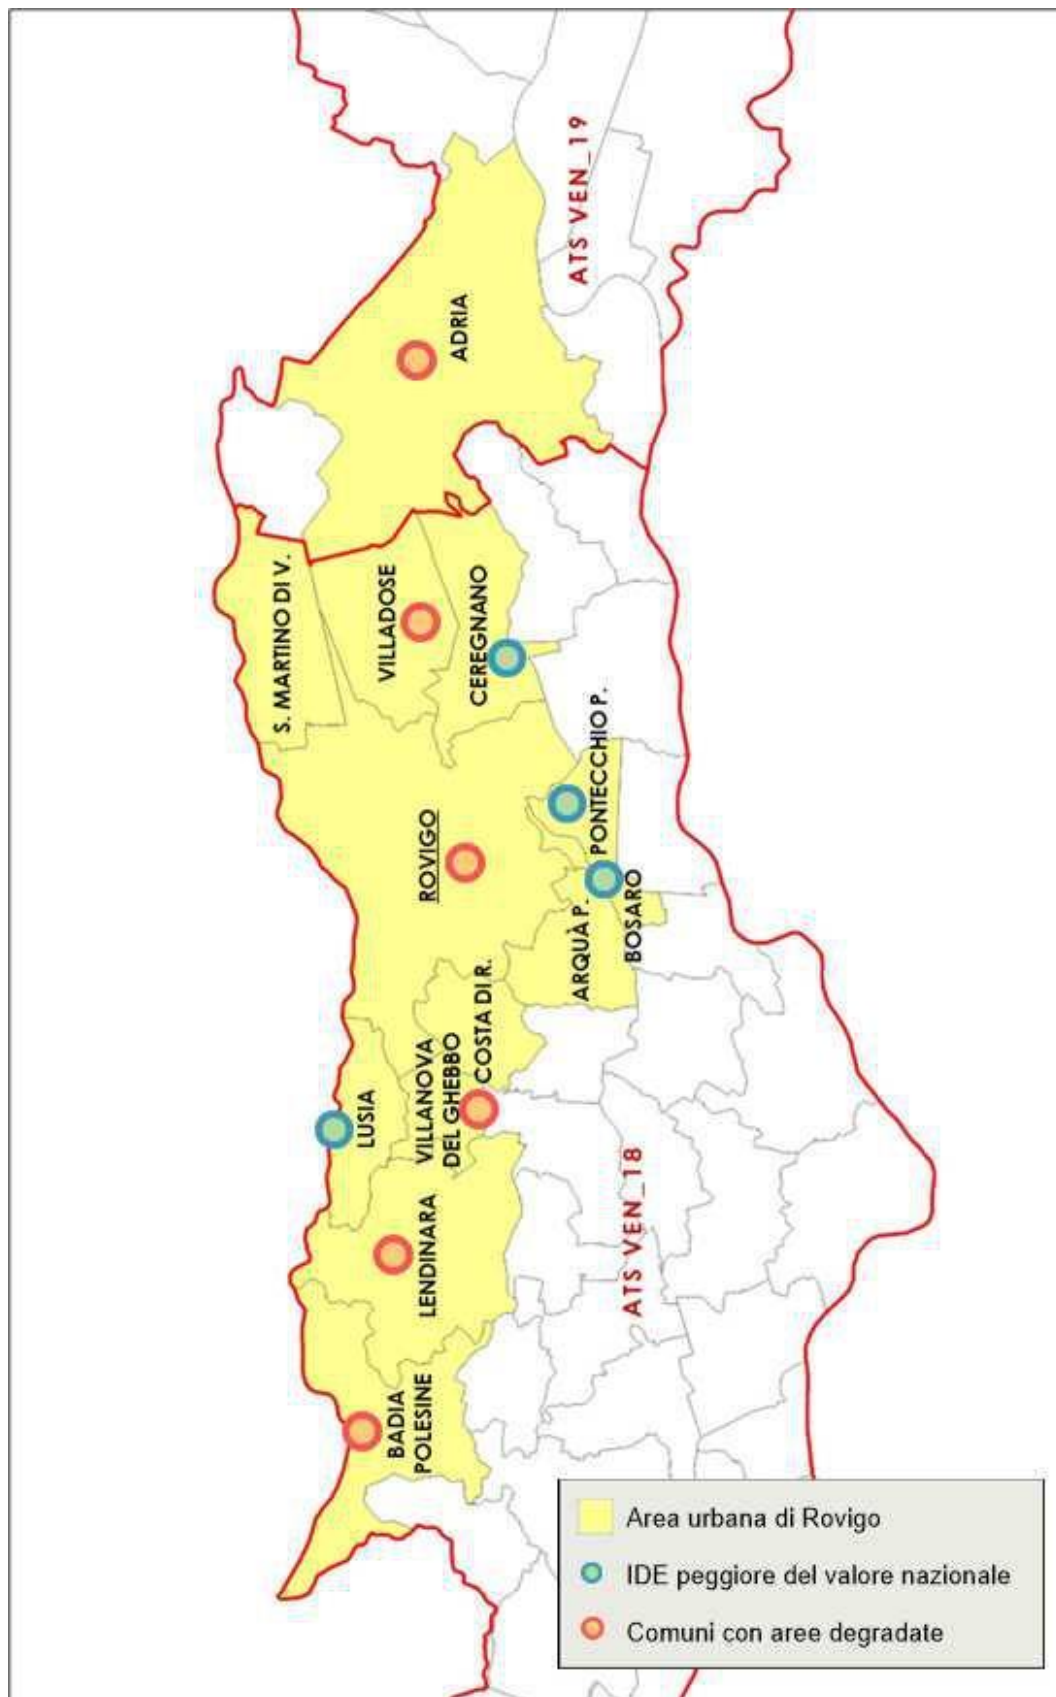 ATS VEN_19
ADRIA
S. MARTINO DI V.
VILLADOSE
CEREGNANO
PONTECCHIO P.
ROVIGO
ARQUÀ P.
BOSARO
COSTA DI R.
VILLANOVA
DEL GHEBBO
LUSIA
ATS VEN_18
LENDINARA
BADIA
POLESINE
Area urbana di Rovigo
IDE peggiore del valore nazionale
Comuni con aree degradate